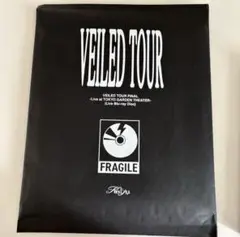 VEILED TOUR
VEILED TOUR FINAL
-Live at TOKYO GARDEN THEATER-
(Live Blu-ray Disc)
FRAGILE